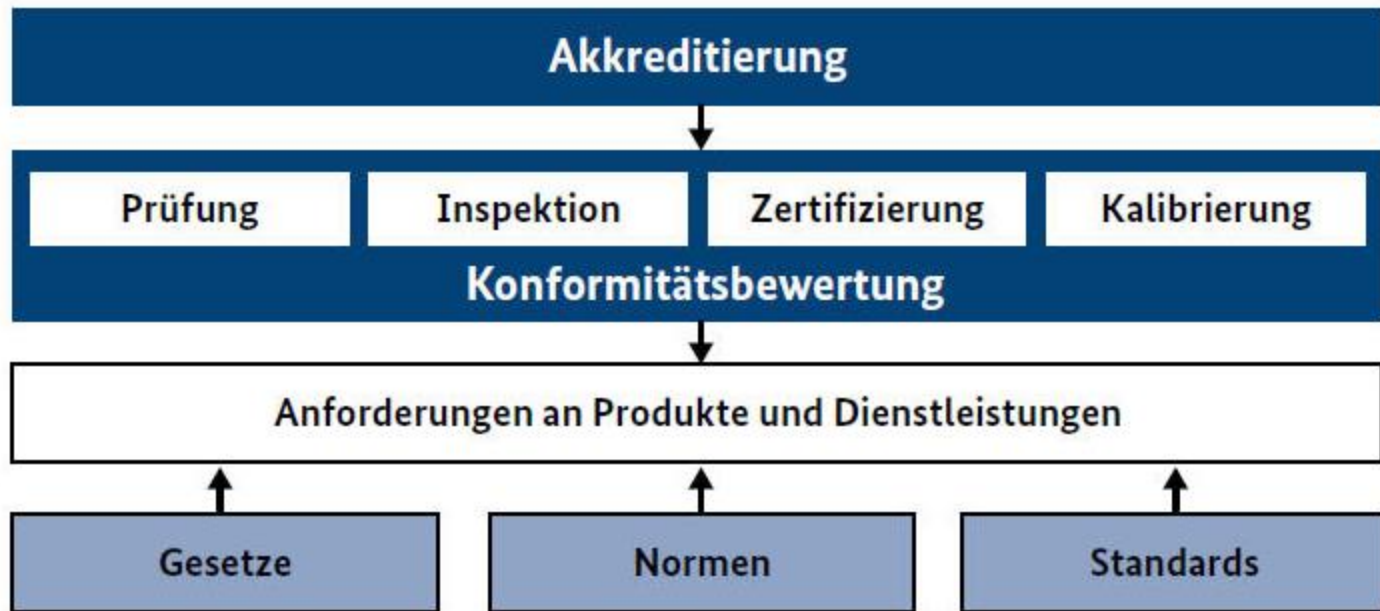 Akkreditierung
Prüfung Inspektion Zertifizierung Kalibrierung
Konformitätsbewertung
Anforderungen an Produkte und Dienstleistungen
Gesetze Normen Standards